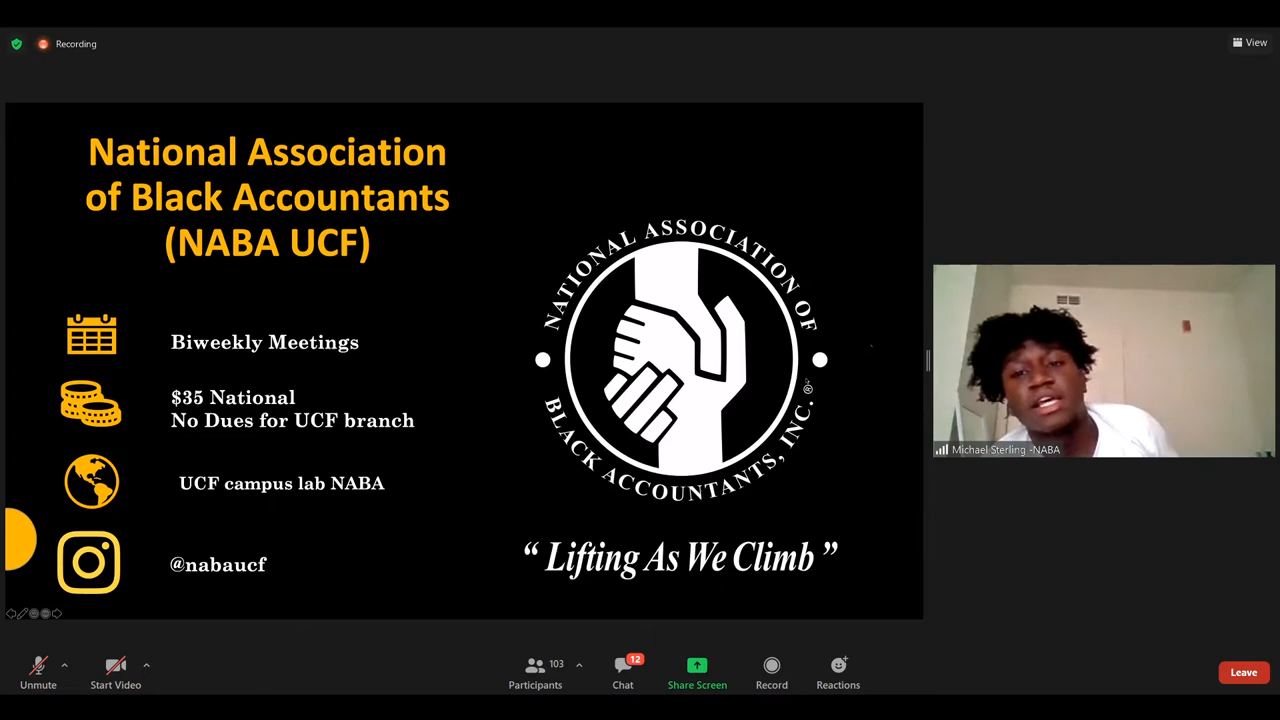 Recording
View
National Association
of Black Accountants
(NABA UCF)
Biweekly Meetings
$35 National
No Dues for UCF branch
UCF campus lab NABA
@nabaucf
NATIONAL ASSOCIATION OF
BLACK ACCOUNTANTS, INC.®
“ Lifting As We Climb ”
Michael Sterling -NABA
Unmute
Start Video
103
Participants
12
Chat
Share Screen
Record
Reactions
Leave